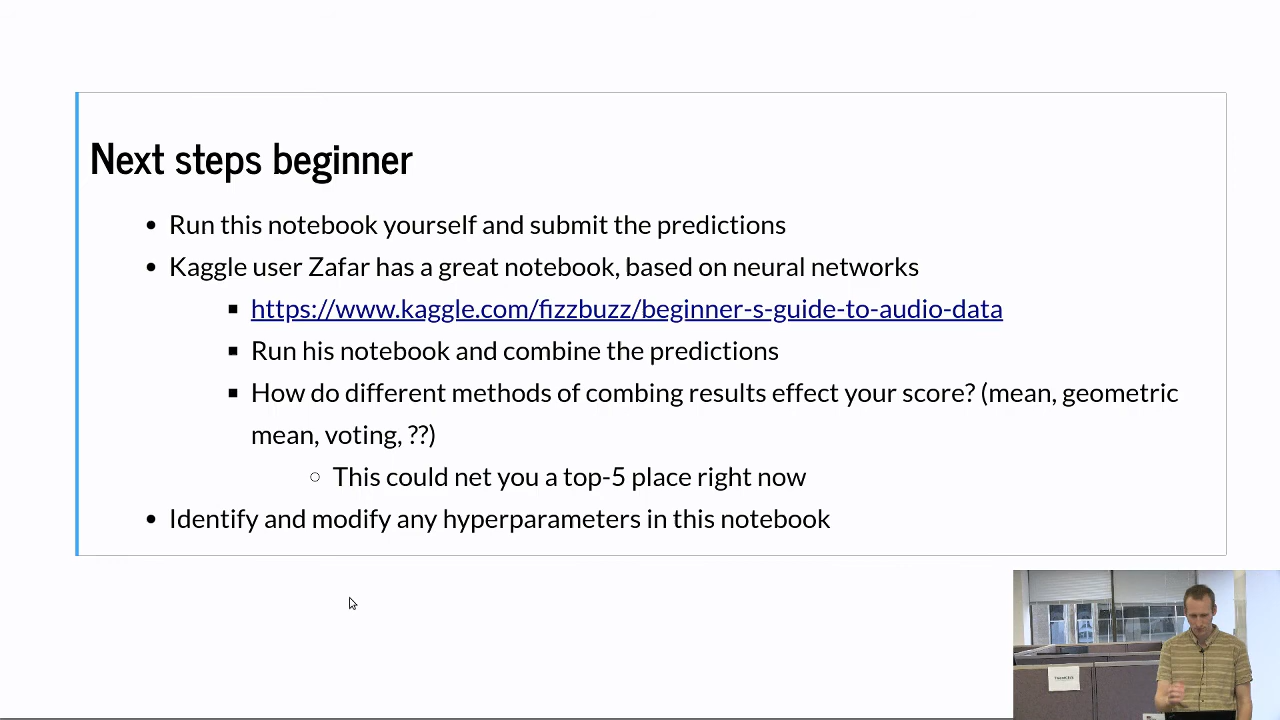 Next steps beginner
Run this notebook yourself and submit the predictions
Kaggle user Zafar has a great notebook, based on neural networks
https://www.kaggle.com/fizzbuzz/beginner-s-guide-to-audio-data
Run his notebook and combine the predictions
How do different methods of combing results effect your score? (mean, geometric
mean, voting, ??)
This could net you a top-5 place right now
Identify and modify any hyperparameters in this notebook